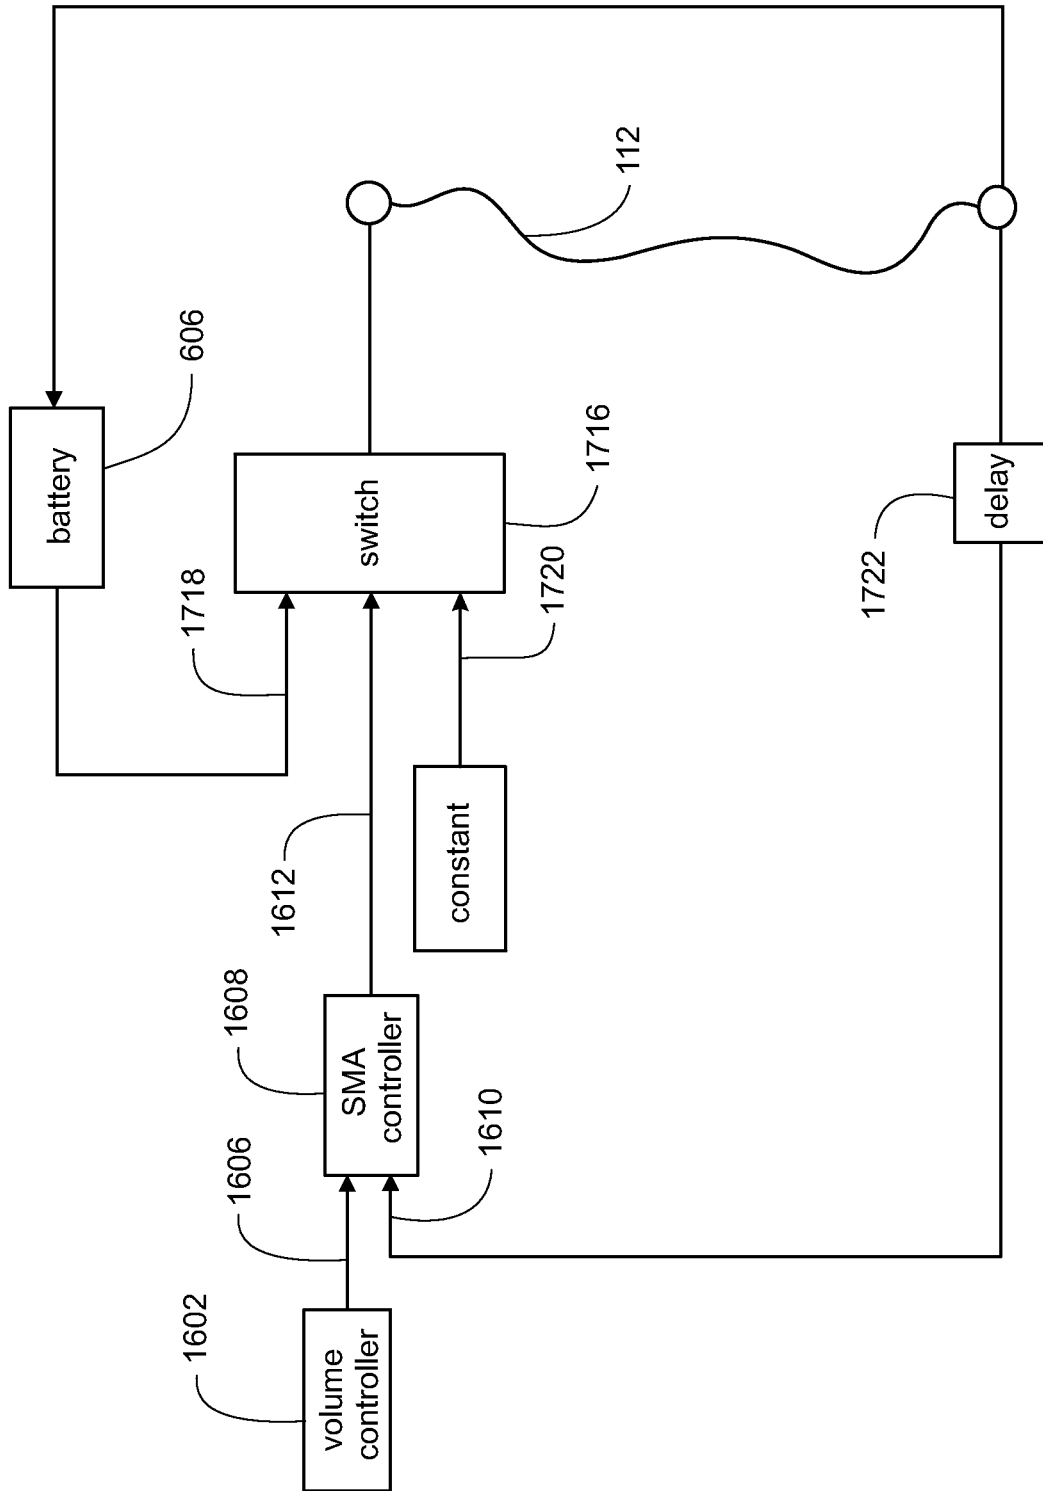 battery
606
1718
switch
1716
112
1612
1720
constant
1608
SMA
controller
1606
1610
1602
volume
controller
1722
delay